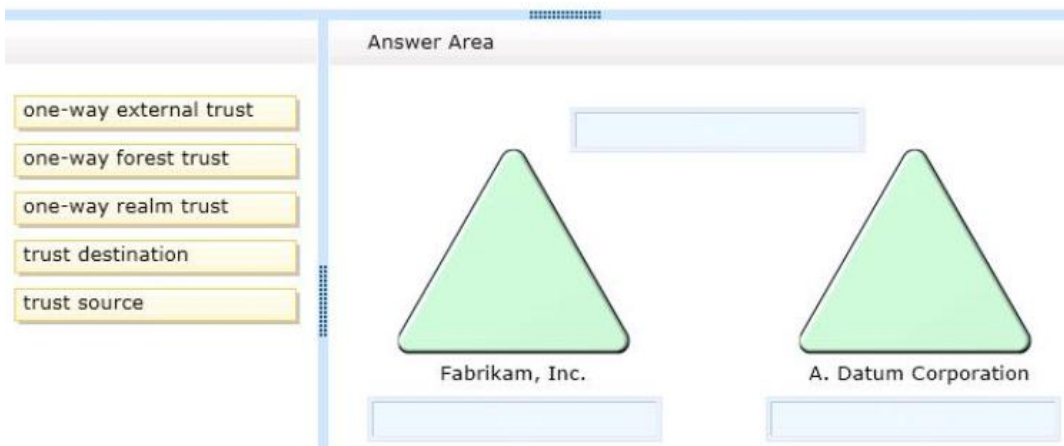 Answer Area
one-way external trust
one-way forest trust
one-way realm trust
trust destination
trust source
Fabrikam, Inc.
A. Datum Corporation